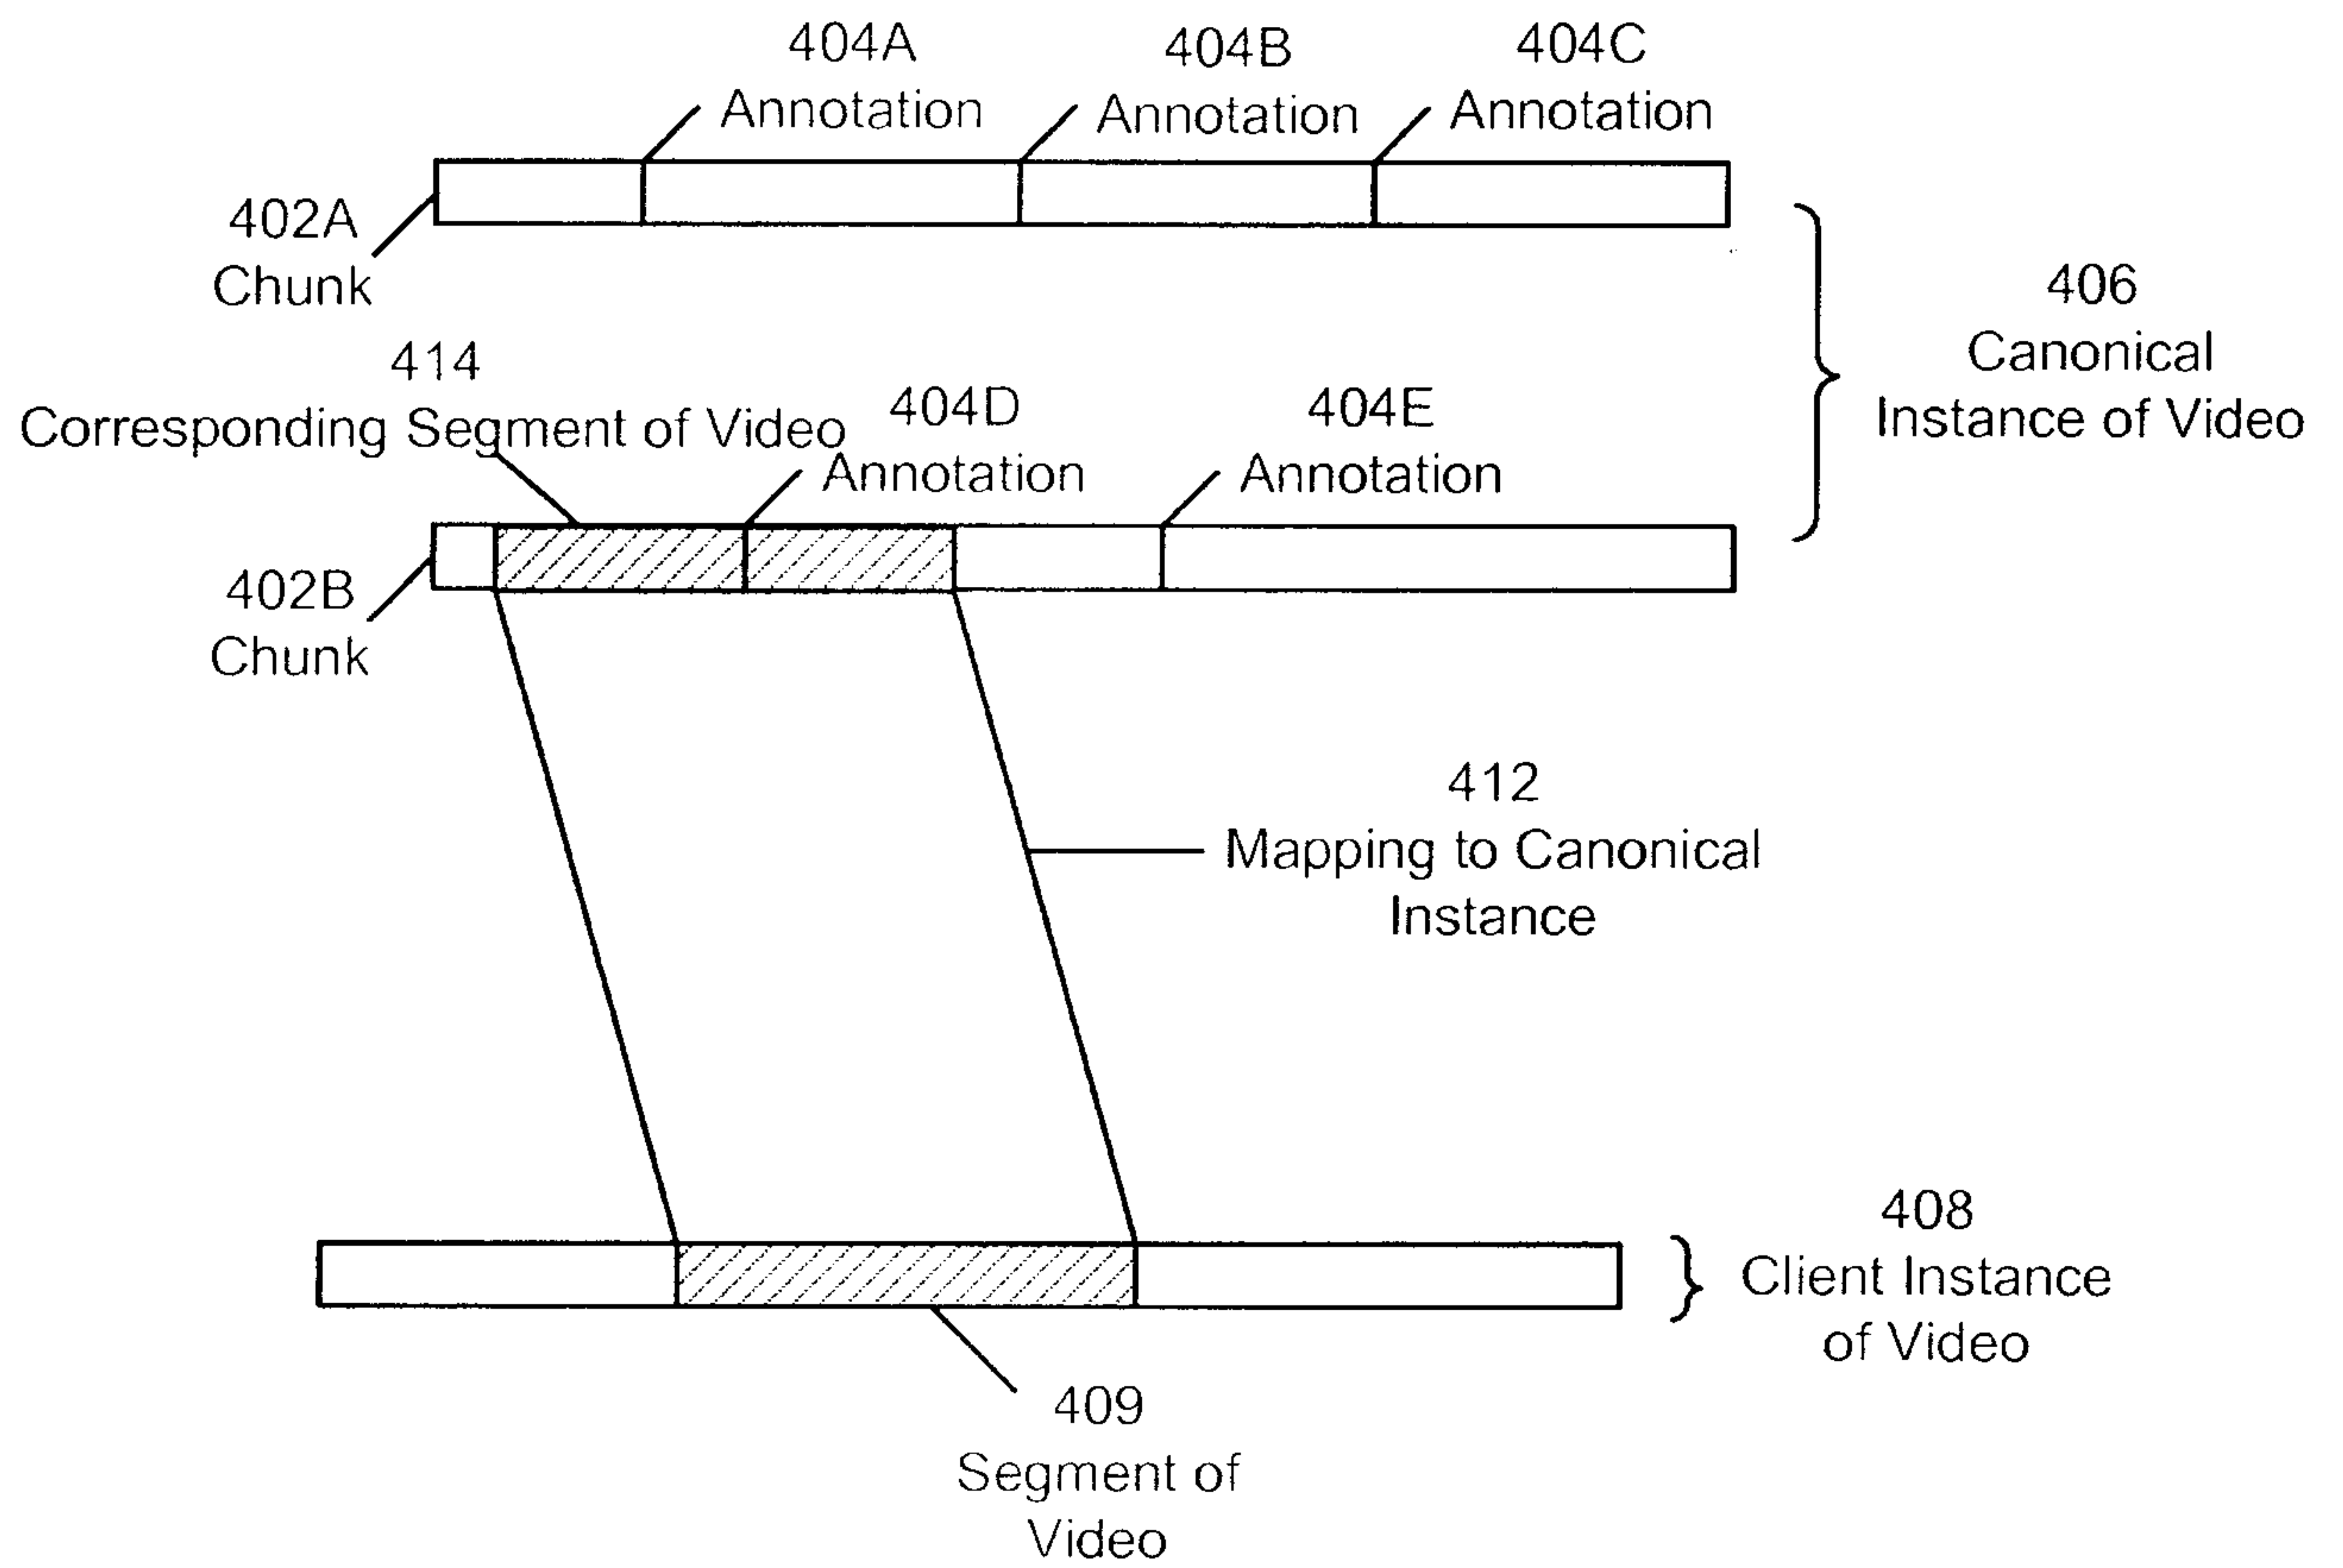 404A
Annotation
404B
Annotation
404C
Annotation
402A
Chunk
406
Canonical
Instance of Video
414
Corresponding Segment of Video
404D
Annotation
404E
Annotation
402B
Chunk
412
Mapping to Canonical
Instance
408
Client Instance
of Video
409
Segment of
Video